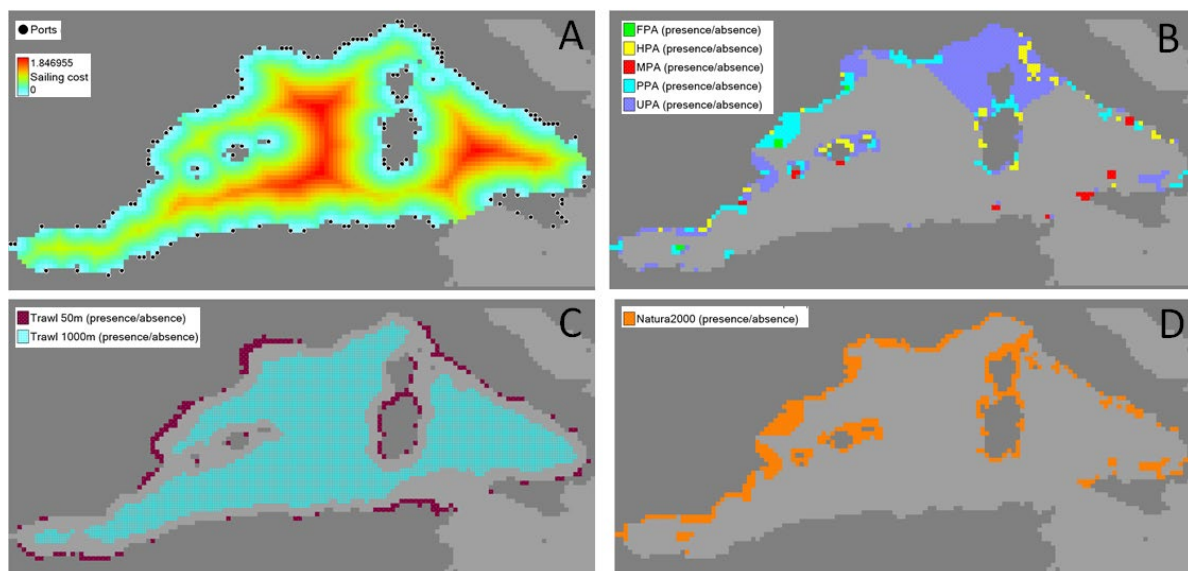 Ports
1.846955
Sailing cost
0
A
FPA (presence/absence)
HPA (presence/absence)
MPA (presence/absence)
PPA (presence/absence)
UPA (presence/absence)
B
Trawl 50m (presence/absence)
Trawl 1000m (presence/absence)
C
Natura2000 (presence/absence)
D